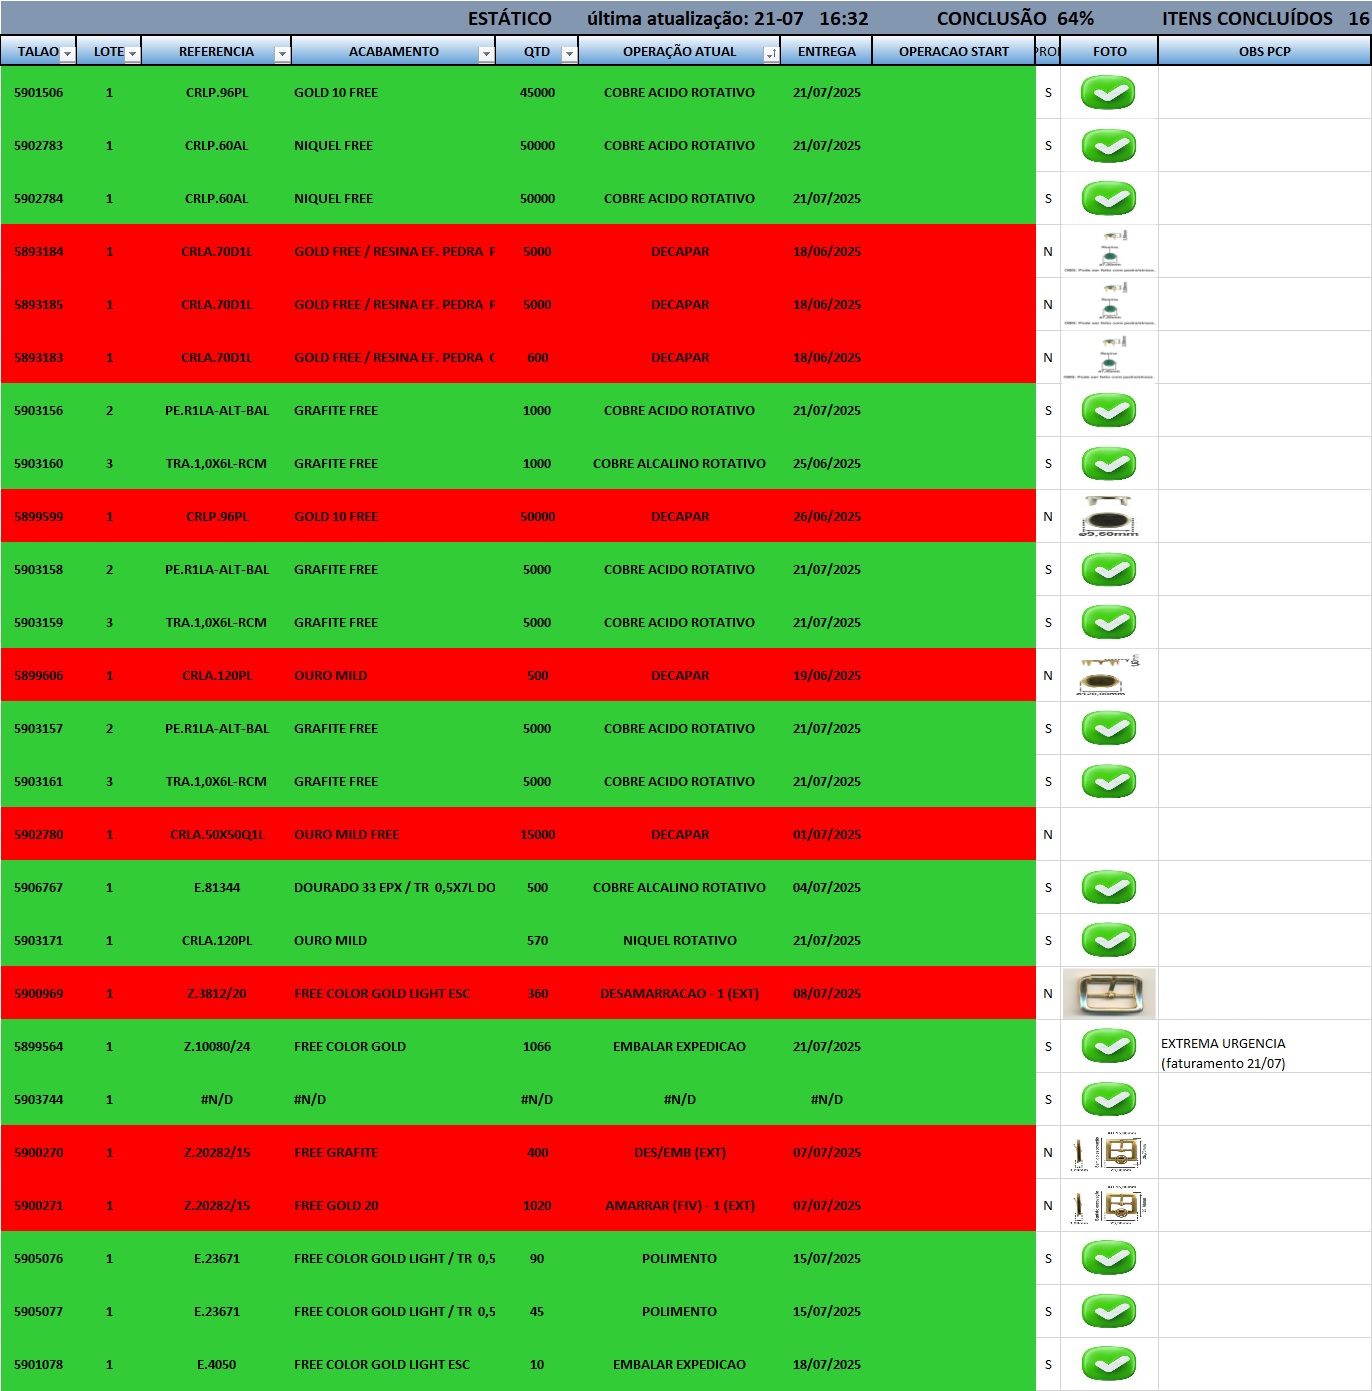 ESTÁTICO última atualização: 21-07 16:32 CONCLUSÃO 64% ITENS CONCLUÍDOS 16
TALAO LOTE REFERENCIA ACABAMENTO QTD OPERAÇÃO ATUAL ENTREGA OPERACAO START FOTO OBS PCP
5901506 1 CRLP.96PL GOLD 10 FREE 45000 COBRE ACIDO ROTATIVO 21/07/2025 S
5902783 1 CRLP.60AL NIQUEL FREE 50000 COBRE ACIDO ROTATIVO 21/07/2025 S
5902784 1 CRLP.60AL NIQUEL FREE 50000 COBRE ACIDO ROTATIVO 21/07/2025 S
5893184 1 CRLA.70D1L GOLD FREE / RESINA EF. PEDRA F 5000 DECAPAR 18/06/2025 N
5893185 1 CRLA.70D1L GOLD FREE / RESINA EF. PEDRA F 5000 DECAPAR 18/06/2025 N
5893183 1 CRLA.70D1L GOLD FREE / RESINA EF. PEDRA C 600 DECAPAR 18/06/2025 N
5903156 2 PE.R1LA-ALT-BAL GRAFITE FREE 1000 COBRE ACIDO ROTATIVO 21/07/2025 S
5903160 3 TRA.1,0X6L-RCM GRAFITE FREE 1000 COBRE ALCALINO ROTATIVO 25/06/2025 S
5899599 1 CRLP.96PL GOLD 10 FREE 50000 DECAPAR 26/06/2025 N
5903158 2 PE.R1LA-ALT-BAL GRAFITE FREE 5000 COBRE ACIDO ROTATIVO 21/07/2025 S
5903159 3 TRA.1,0X6L-RCM GRAFITE FREE 5000 COBRE ACIDO ROTATIVO 21/07/2025 S
5899606 1 CRLA.120PL OURO MILD 500 DECAPAR 19/06/2025 N
5903157 2 PE.R1LA-ALT-BAL GRAFITE FREE 5000 COBRE ACIDO ROTATIVO 21/07/2025 S
5903161 3 TRA.1,0X6L-RCM GRAFITE FREE 5000 COBRE ACIDO ROTATIVO 21/07/2025 S
5902780 1 CRLA.50X50Q1L OURO MILD FREE 15000 DECAPAR 01/07/2025 N
5906767 1 E.81344 DOURADO 33 EPX / TR 0,5X7L DO 500 COBRE ALCALINO ROTATIVO 04/07/2025 S
5903171 1 CRLA.120PL OURO MILD 570 NIQUEL ROTATIVO 21/07/2025 S
5900969 1 Z.3812/20 FREE COLOR GOLD LIGHT ESC 360 DESAMARRACAO - 1 (EXT) 08/07/2025 N
5899564 1 Z.10080/24 FREE COLOR GOLD 1066 EMBALAR EXPEDICAO 21/07/2025 S EXTREMA URGENCIA
(faturamento 21/07)
5903744 1 #N/D #N/D #N/D #N/D #N/D S
5900270 1 Z.20282/15 FREE GRAFITE 400 DES/EMB (EXT) 07/07/2025 N
5900271 1 Z.20282/15 FREE GOLD 20 1020 AMARRAR (FIV) - 1 (EXT) 07/07/2025 N
5905076 1 E.23671 FREE COLOR GOLD LIGHT / TR 0,5 90 POLIMENTO 15/07/2025 S
5905077 1 E.23671 FREE COLOR GOLD LIGHT / TR 0,5 45 POLIMENTO 15/07/2025 S
5901078 1 E.4050 FREE COLOR GOLD LIGHT ESC 10 EMBALAR EXPEDICAO 18/07/2025 S